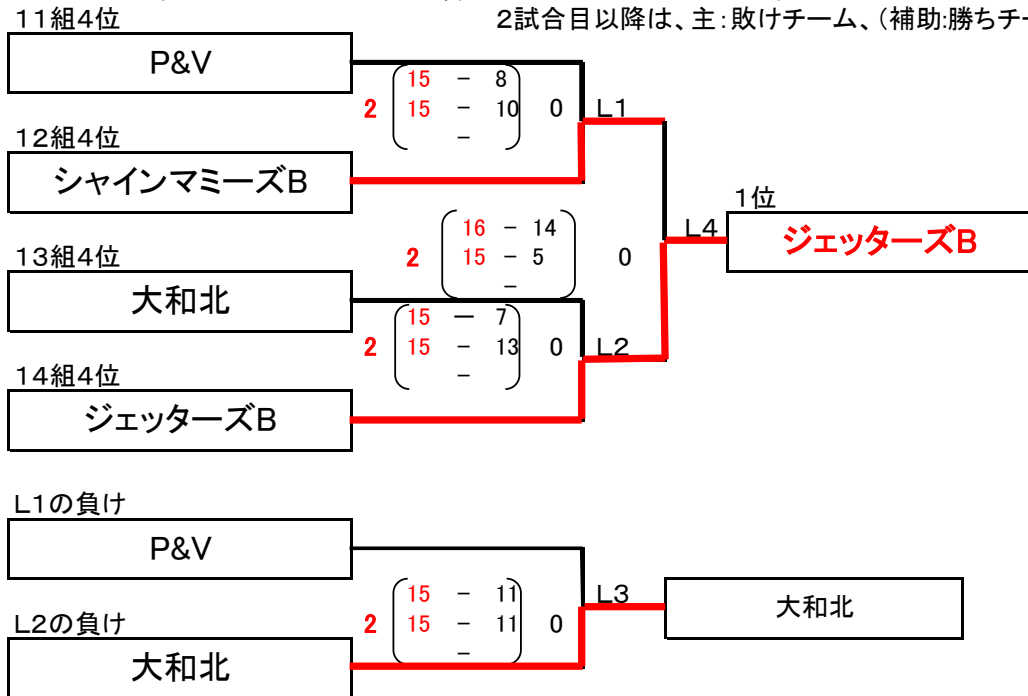 2試合目以降は、主:敗けチーム、(補助:勝ちチー
11組4位
P&V
15 - 8
2 15 - 10 0 L1
-
12組4位
シャインマミーズB
1位
16 - 14
2 15 - 5 0
-
L4 ジェッターズB
13組4位
大和北
15 - 7
2 15 - 13 0 L2
-
14組4位
ジェッターズB
L1の負け
P&V
15 - 11
2 15 - 11 0 L3
-
大和北
L2の負け
大和北